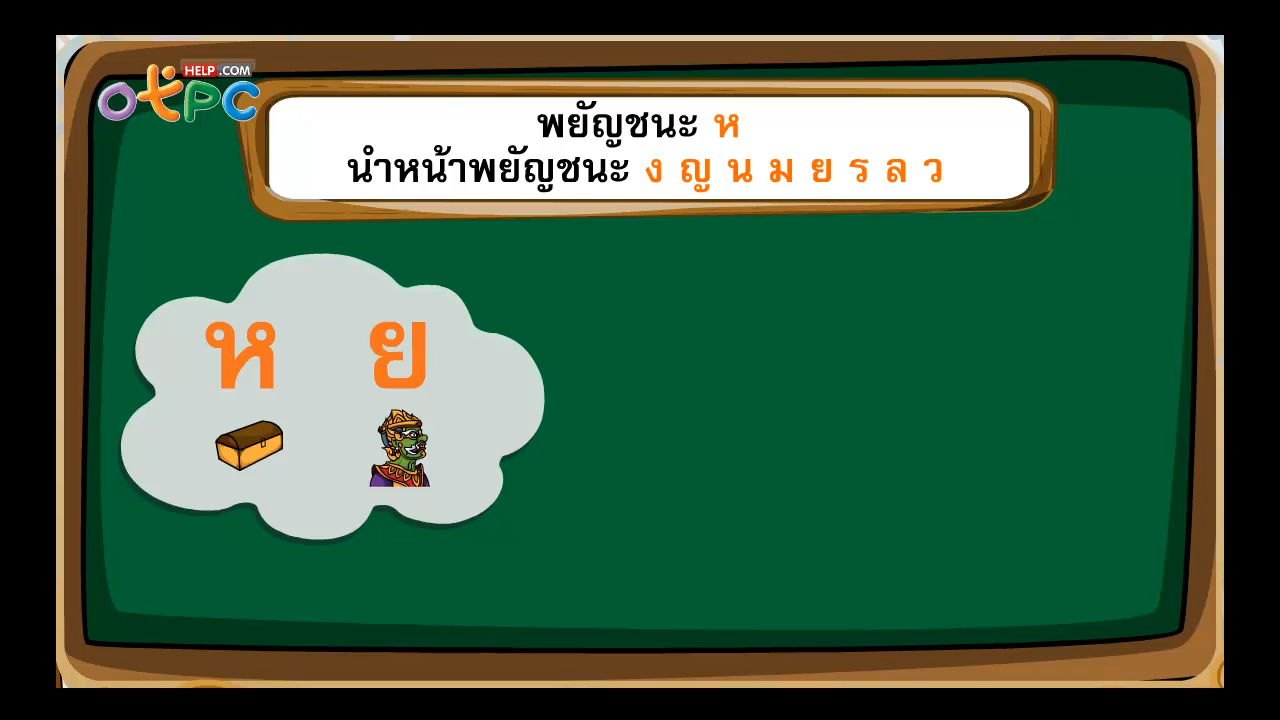 HELP .COM
OTPC
พยัญชนะ ห
นำหน้าพยัญชนะ ง ญ น ม ย ร ล ว
ห ย